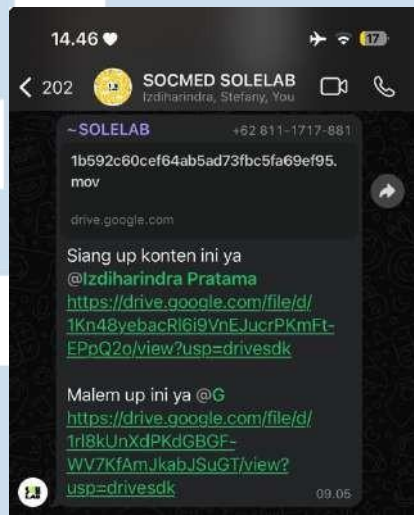 14.46
17
202
SOCMED SOLELAB
Izdiharindra, Stefany, You
~SOLELAB +62 811-1717-881
1b592c60cef64ab5ad73fbc5fa69ef95.
mov
drive.google.com
Siang up konten ini ya
@Izdiharindra Pratama
https://drive.google.com/file/d/
1Kn48yebacRl6i9VnEJucrPKmFt-
EPpQ2o/view?usp=drivesdk
Malem up ini ya @G
https://drive.google.com/file/d/
1rl8kUnXdPKdGBGF-
WV7KfAmJkabJSuGT/view?
usp=drivesdk
09.05